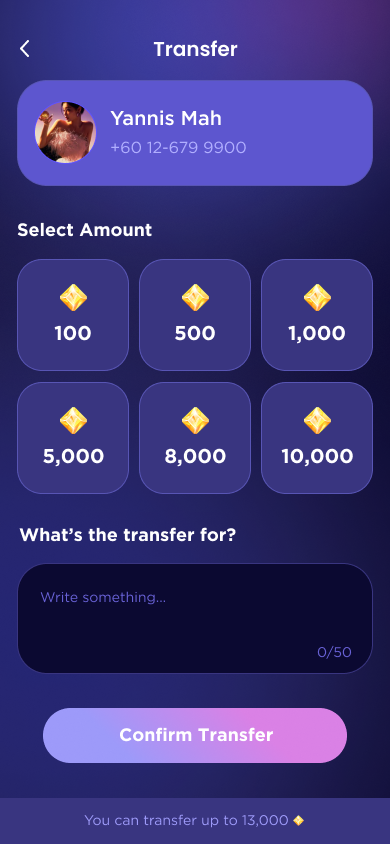 Transfer
Yannis Mah
+60 12-679 9900
Select Amount
100
500
1,000
5,000
8,000
10,000
What’s the transfer for?
Write something...
0/50
Confirm Transfer
You can transfer up to 13,000